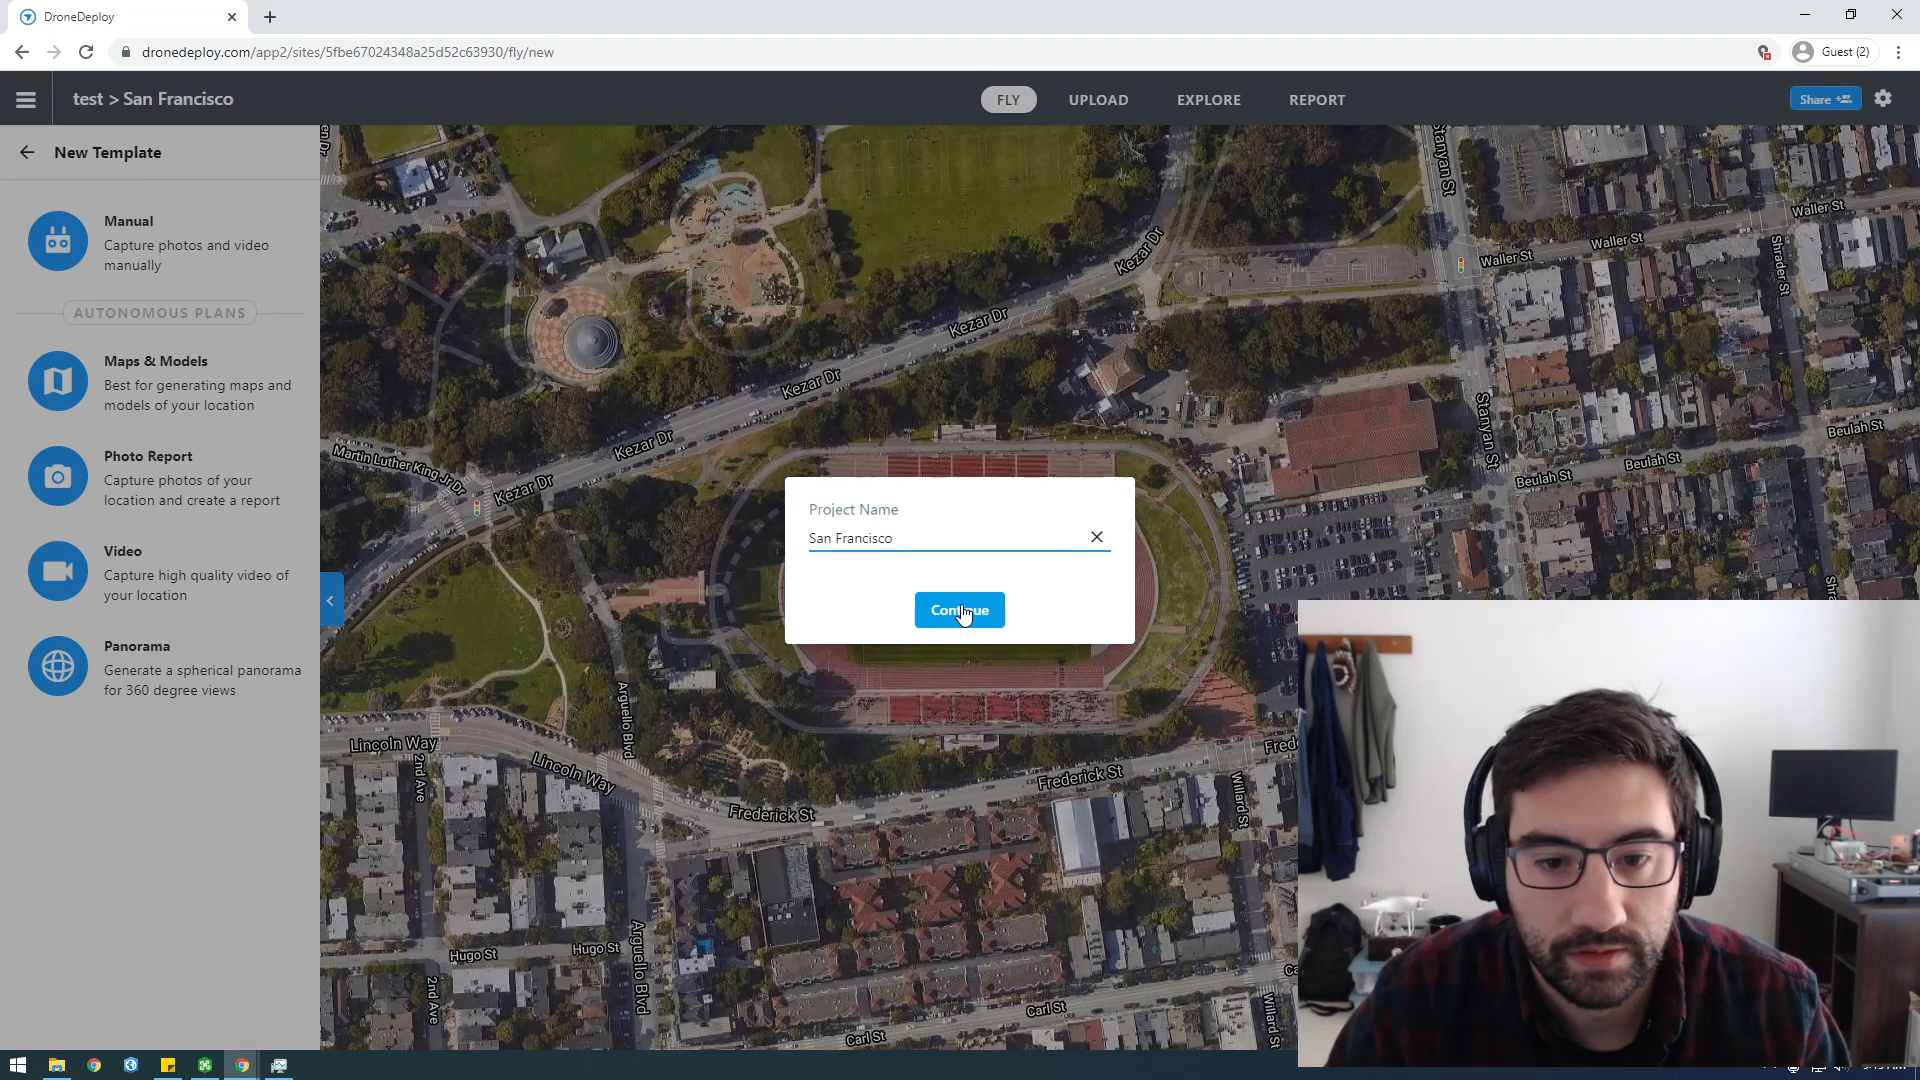 DroneDeploy
dronedeploy.com/app2/sites/5fbe67024348a25d52c63930/fly/new
Guest (2)
test > San Francisco
FLY
UPLOAD
EXPLORE
REPORT
Share
New Template
Manual
Capture photos and video
manually
AUTONOMOUS PLANS
Maps & Models
Best for generating maps and
models of your location
Photo Report
Capture photos of your
location and create a report
Video
Capture high quality video of
your location
Panorama
Generate a spherical panorama
for 360 degree views
Project Name
San Francisco
Continue
Stanyan St
Waller St
Waller St
Waller St
Shrader St
Kezar Dr
Kezar Dr
Kezar Dr
Kezar Dr
Kezar Dr
Martin Luther King Jr Dr
Stanyan St
Beulah St
Beulah St
Beulah St
Arguello Blvd
Lincoln Way
Lincoln Way
2nd Ave
Frederick St
Frederick St
Willard St
Hugo St
Hugo St
Arguello Blvd
2nd Ave
Carl St
Carl St
Willard St